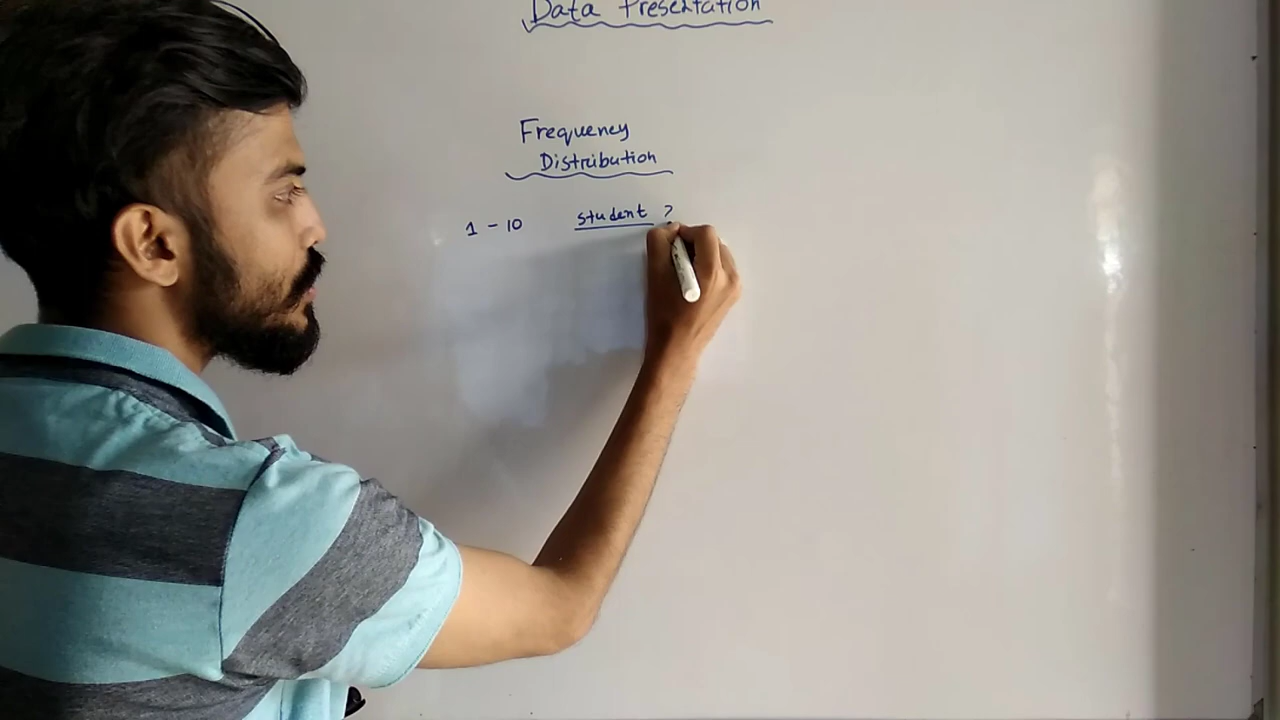 Data Presentation
Frequency
Distribution
1 - 10 student ?